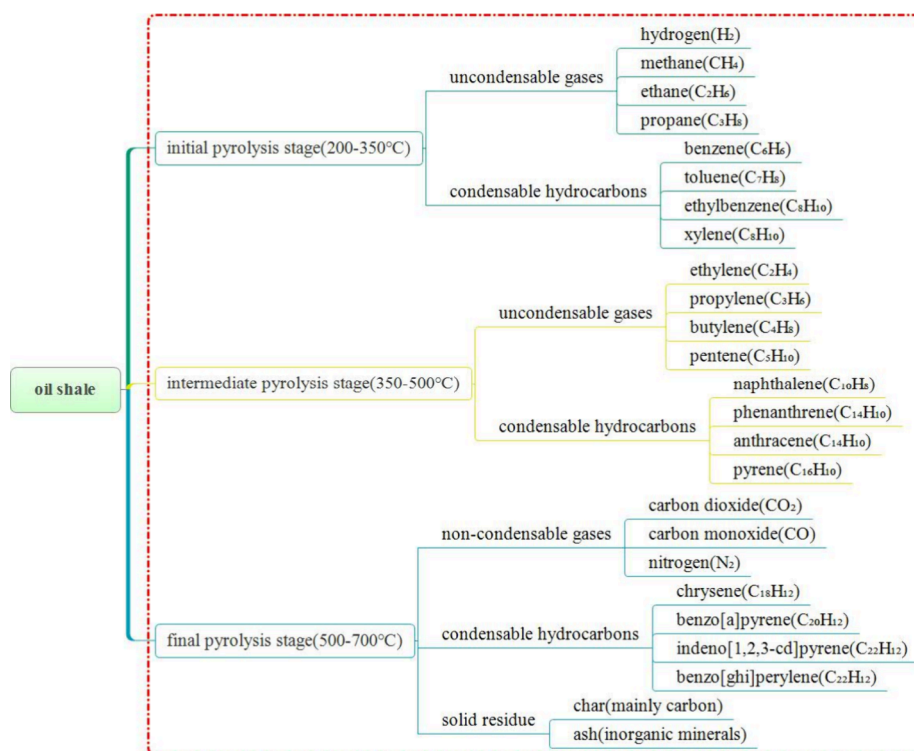 oil shale
initial pyrolysis stage(200-350℃)
uncondensable gases
hydrogen(H₂)
methane(CH₄)
ethane(C₂H₆)
propane(C₃H₈)
condensable hydrocarbons
benzene(C₆H₆)
toluene(C₇H₈)
ethylbenzene(C₈H₁₀)
xylene(C₈H₁₀)
intermediate pyrolysis stage(350-500℃)
uncondensable gases
ethylene(C₂H₄)
propylene(C₃H₆)
butylene(C₄H₈)
pentene(C₅H₁₀)
condensable hydrocarbons
naphthalene(C₁₀H₈)
phenanthrene(C₁₄H₁₀)
anthracene(C₁₄H₁₀)
pyrene(C₁₆H₁₀)
final pyrolysis stage(500-700℃)
non-condensable gases
carbon dioxide(CO₂)
carbon monoxide(CO)
nitrogen(N₂)
condensable hydrocarbons
chrysene(C₁₈H₁₂)
benzo[a]pyrene(C₂₀H₁₂)
indeno[1,2,3-cd]pyrene(C₂₂H₁₂)
benzo[ghi]perylene(C₂₂H₁₂)
solid residue
char(mainly carbon)
ash(inorganic minerals)